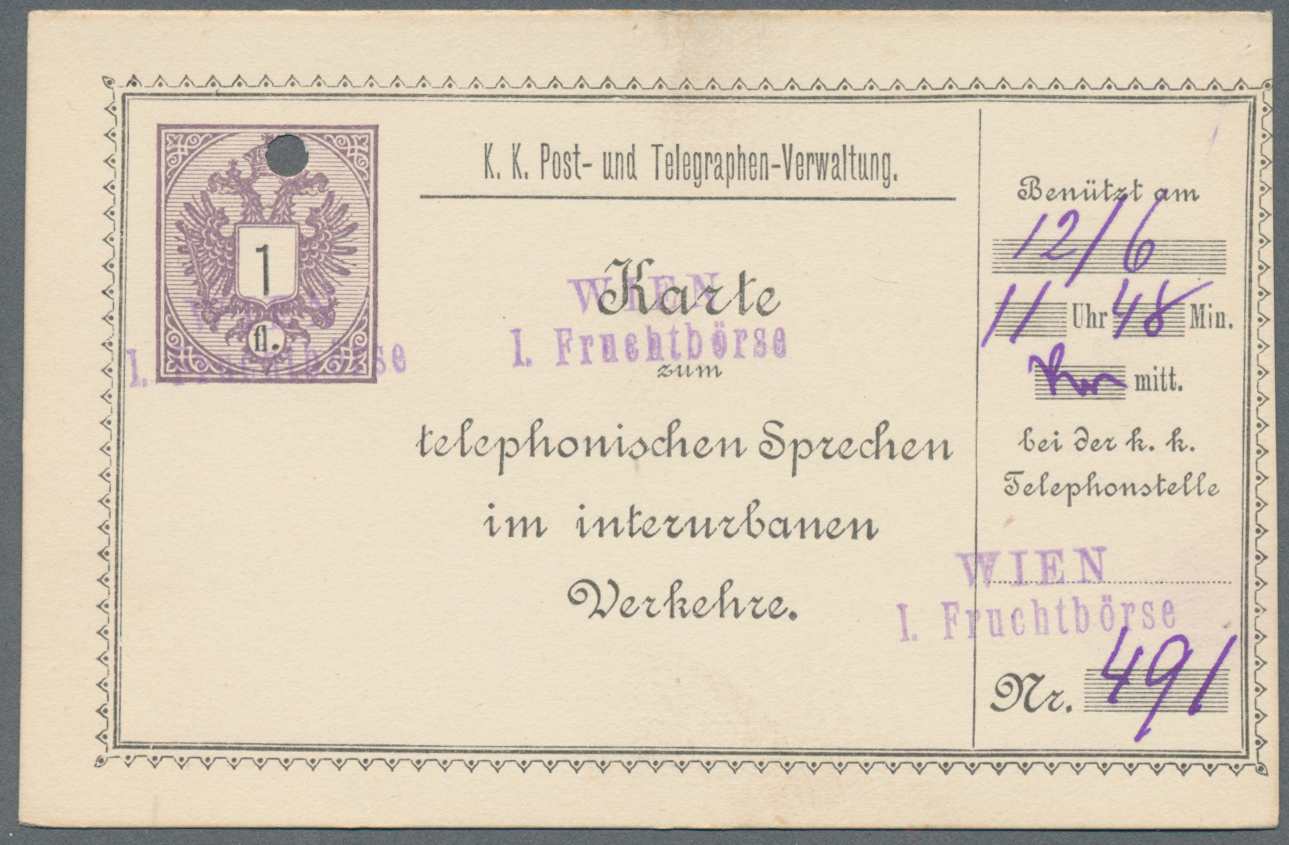 K. K. Post- und Telegraphen-Verwaltung.
1
fl.
WIEN
I. Fruchtbörse
Karte
WIEN
I. Fruchtbörse
zum
telephonischen Sprechen
im interurbanen
Verkehre.
Benützt am
12/6
11 Uhr 48 Min.
mitt.
bei der k. k.
Telephonstelle
WIEN
I. Fruchtbörse
Nr. 491